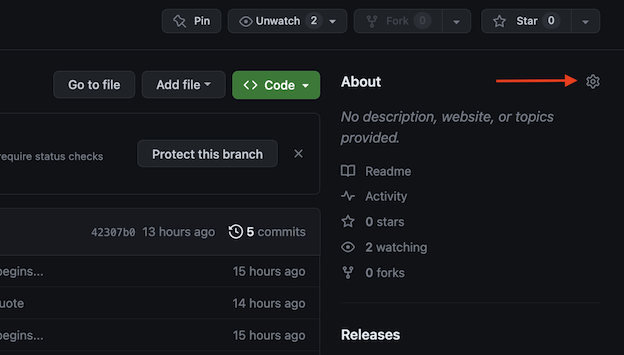 Pin
Unwatch 2
Fork 0
Star 0
Go to file
Add file
<> Code
About
No description, website, or topics
provided.
require status checks
Protect this branch
Readme
Activity
0 stars
2 watching
0 forks
42307b0 13 hours ago 5 commits
begins... 15 hours ago
uote 14 hours ago
begins... 15 hours ago
Releases